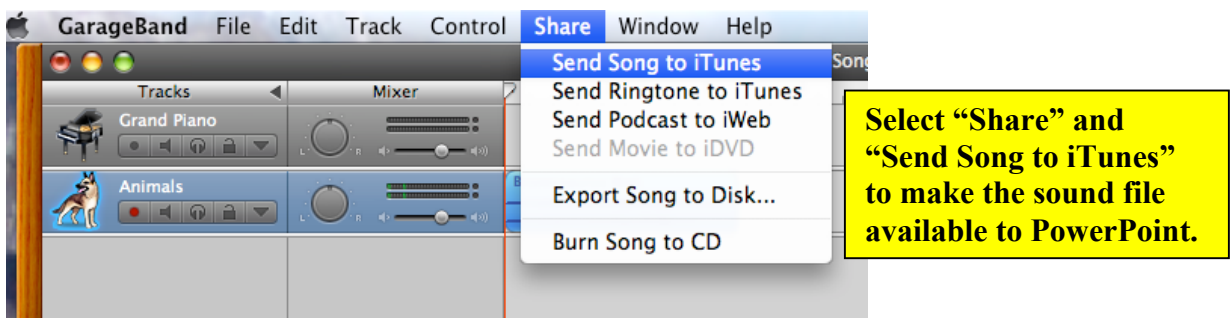 GarageBand File Edit Track Control Share Window Help
Send Song to iTunes
Song
Tracks Mixer
Send Ringtone to iTunes
Grand Piano
Send Podcast to iWeb
Send Movie to iDVD
L R
Animals
Export Song to Disk...
L R
Burn Song to CD
Select “Share” and
“Send Song to iTunes”
to make the sound file
available to PowerPoint.